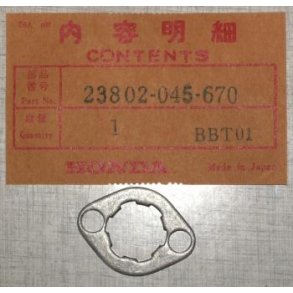 内容明細
CONTENTS
部品番号
Part No.
23802-045-670
数量
Quantity
1
BBT01
HONDA
Made in Japan